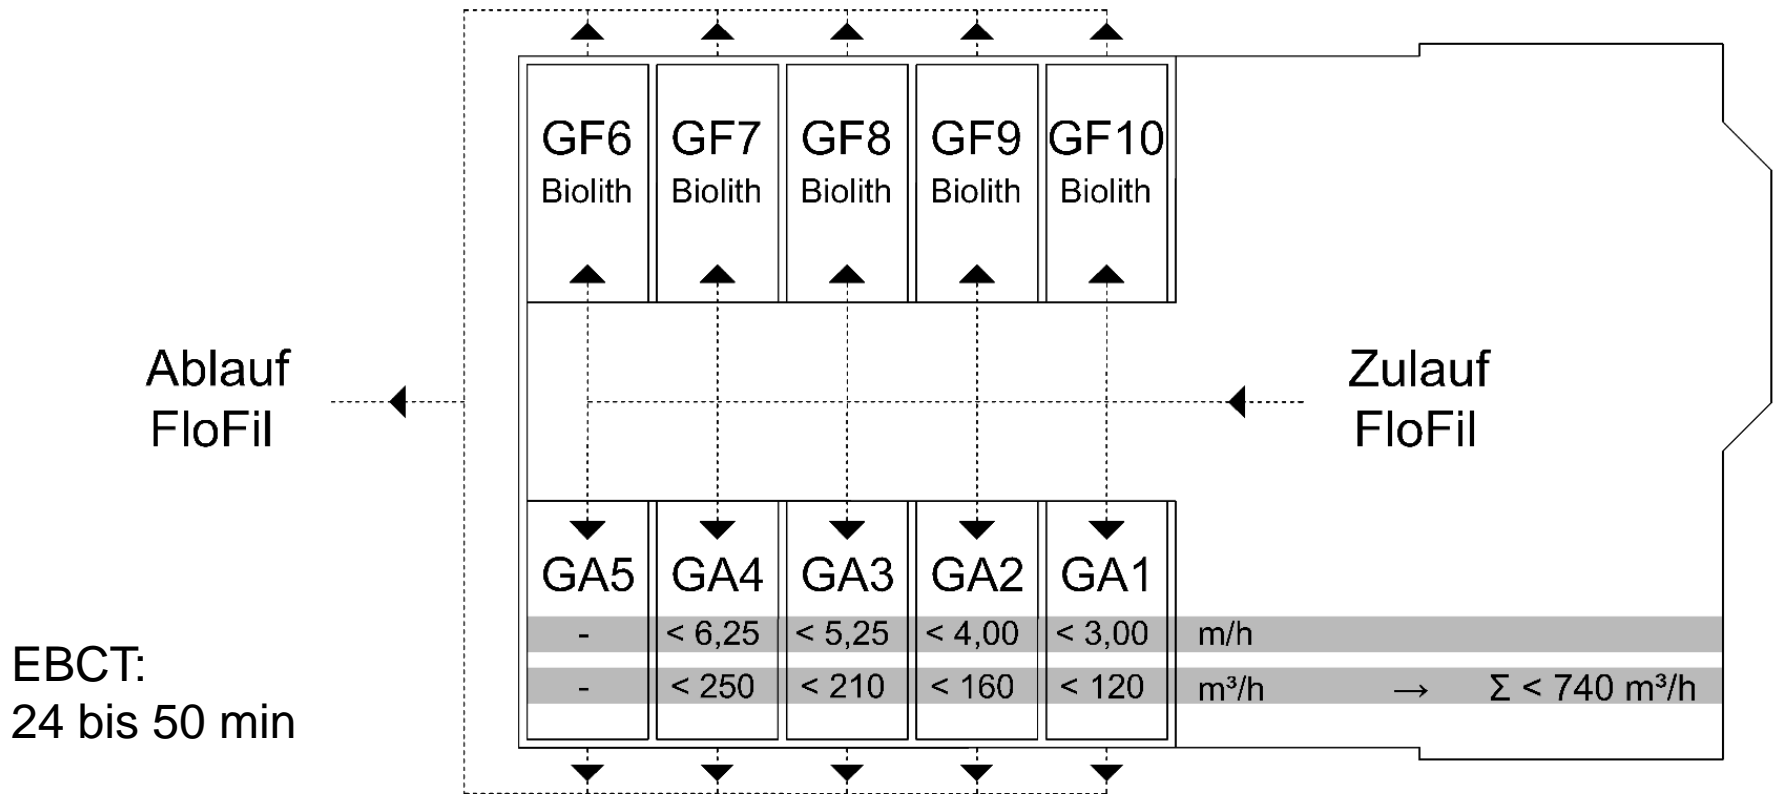 GF6 GF7 GF8 GF9 GF10
Biolith Biolith Biolith Biolith Biolith
Ablauf
FloFil
Zulauf
FloFil
GA5 GA4 GA3 GA2 GA1
- < 6,25 < 5,25 < 4,00 < 3,00 m/h
- < 250 < 210 < 160 < 120 m³/h → Σ < 740 m³/h
EBCT:
24 bis 50 min